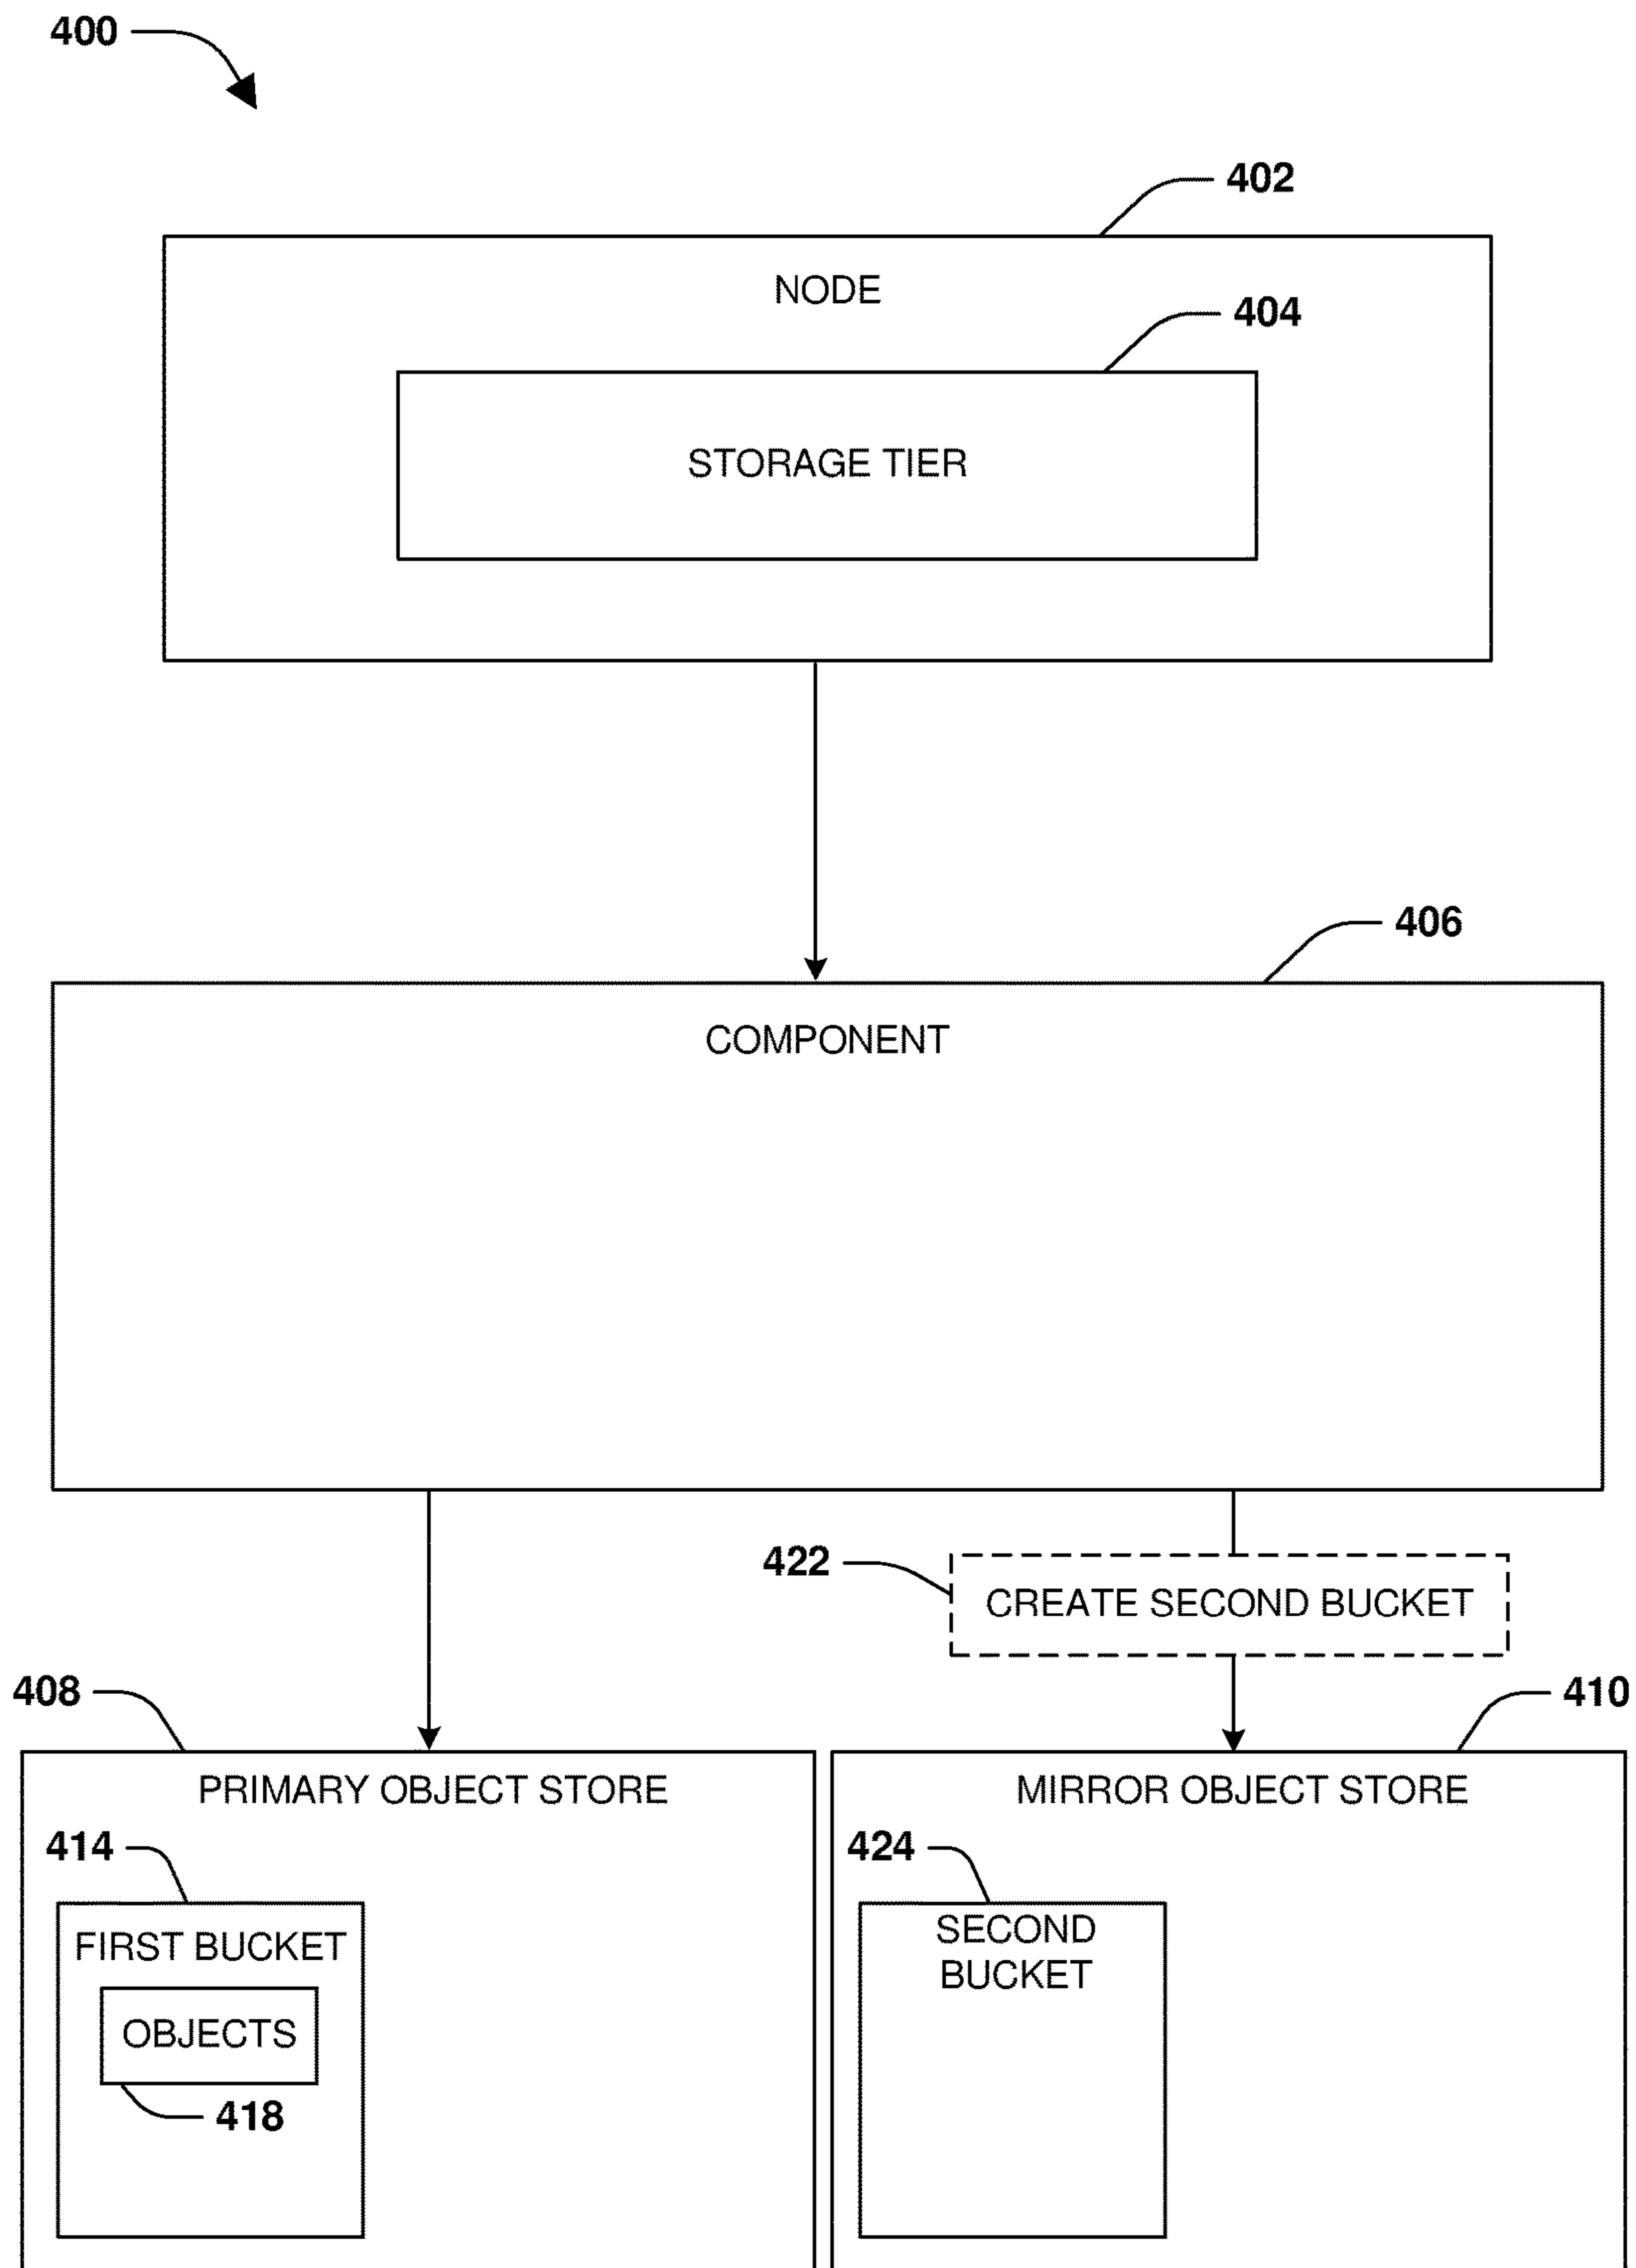 400
402
NODE
404
STORAGE TIER
406
COMPONENT
422
CREATE SECOND BUCKET
408
410
PRIMARY OBJECT STORE
MIRROR OBJECT STORE
414
424
FIRST BUCKET
SECOND
BUCKET
OBJECTS
418